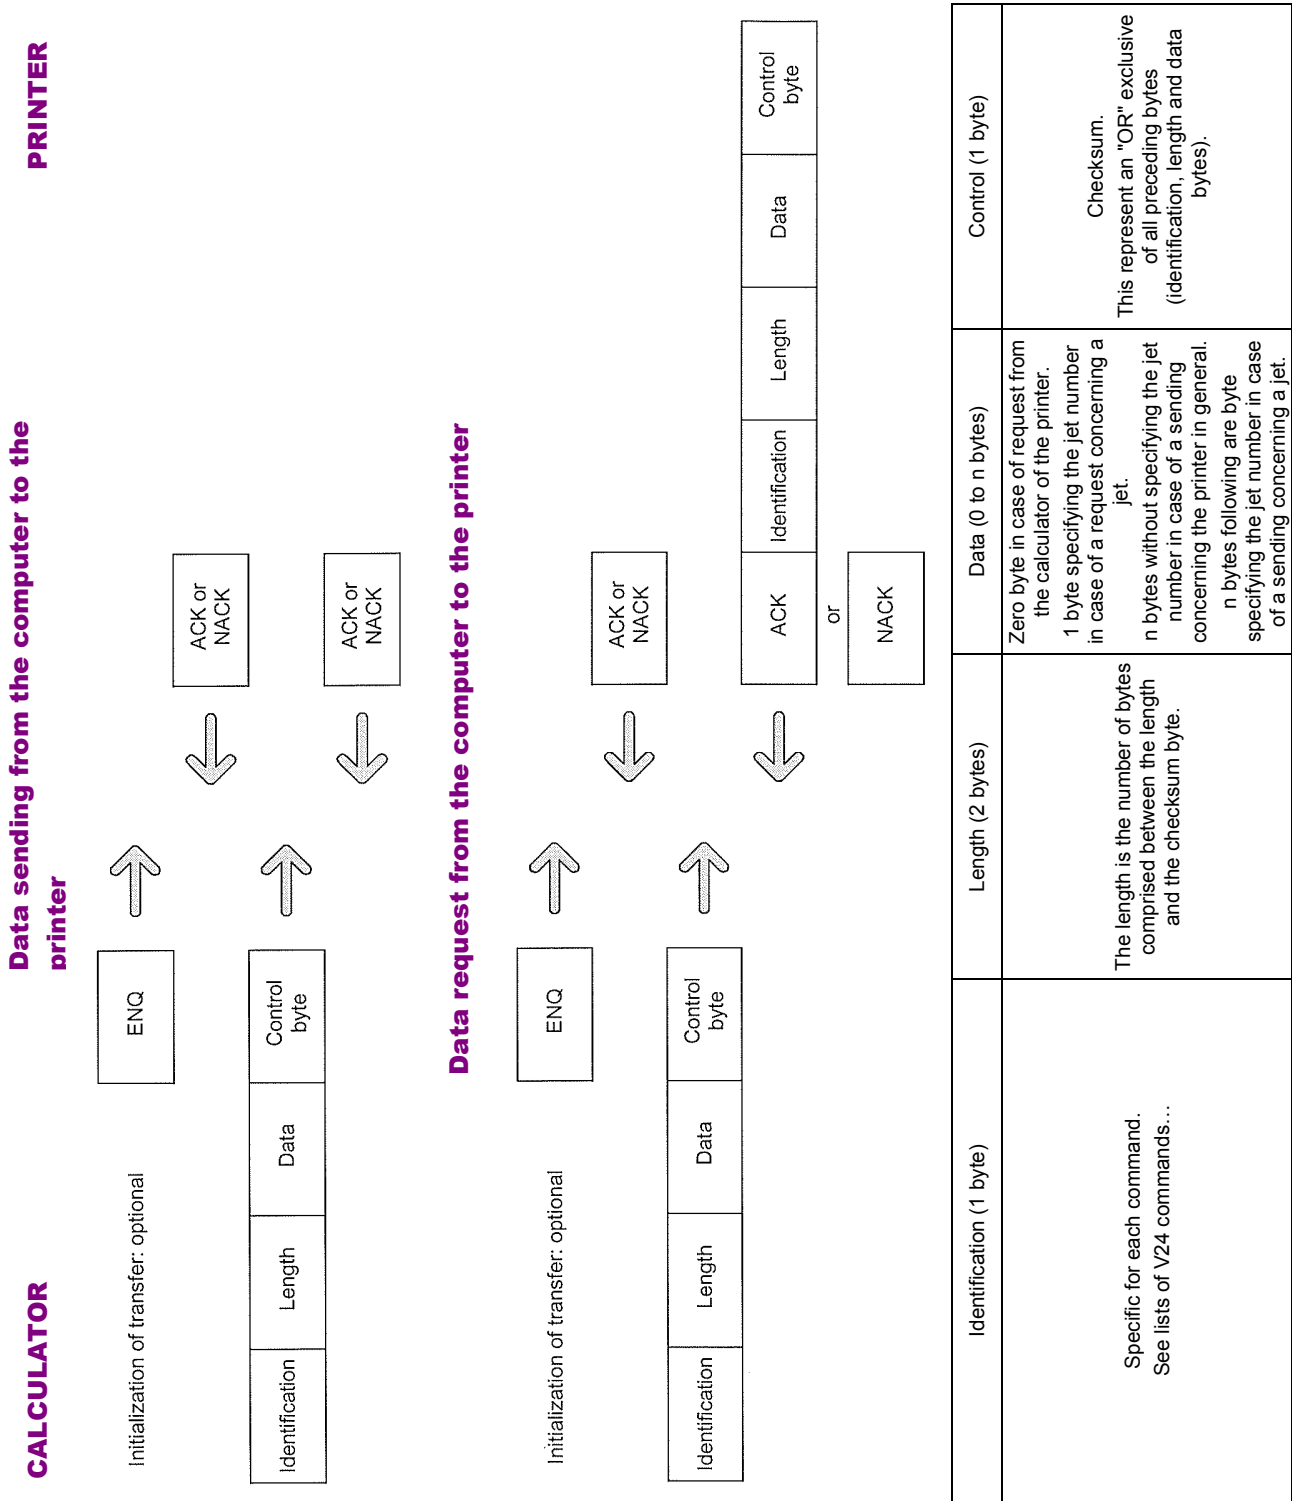 CALCULATOR
PRINTER
Data sending from the computer to the
printer
Initialization of transfer: optional
ENQ
ACK or
NACK
Identification
Length
Data
Control
byte
ACK or
NACK
Data request from the computer to the printer
Initialization of transfer: optional
ENQ
ACK or
NACK
Identification
Length
Data
Control
byte
ACK
Identification
Length
Data
Control
byte
or
NACK
Identification (1 byte)
Length (2 bytes)
Data (0 to n bytes)
Control (1 byte)
Specific for each command.
See lists of V24 commands…
The length is the number of bytes
comprised between the length
and the checksum byte.
Zero byte in case of request from
the calculator of the printer.
1 byte specifying the jet number
in case of a request concerning a
jet.
n bytes without specifying the jet
number in case of a sending
concerning the printer in general.
n bytes following are byte
specifying the jet number in case
of a sending concerning a jet.
Checksum.
This represent an "OR" exclusive
of all preceding bytes
(identification, length and data
bytes).